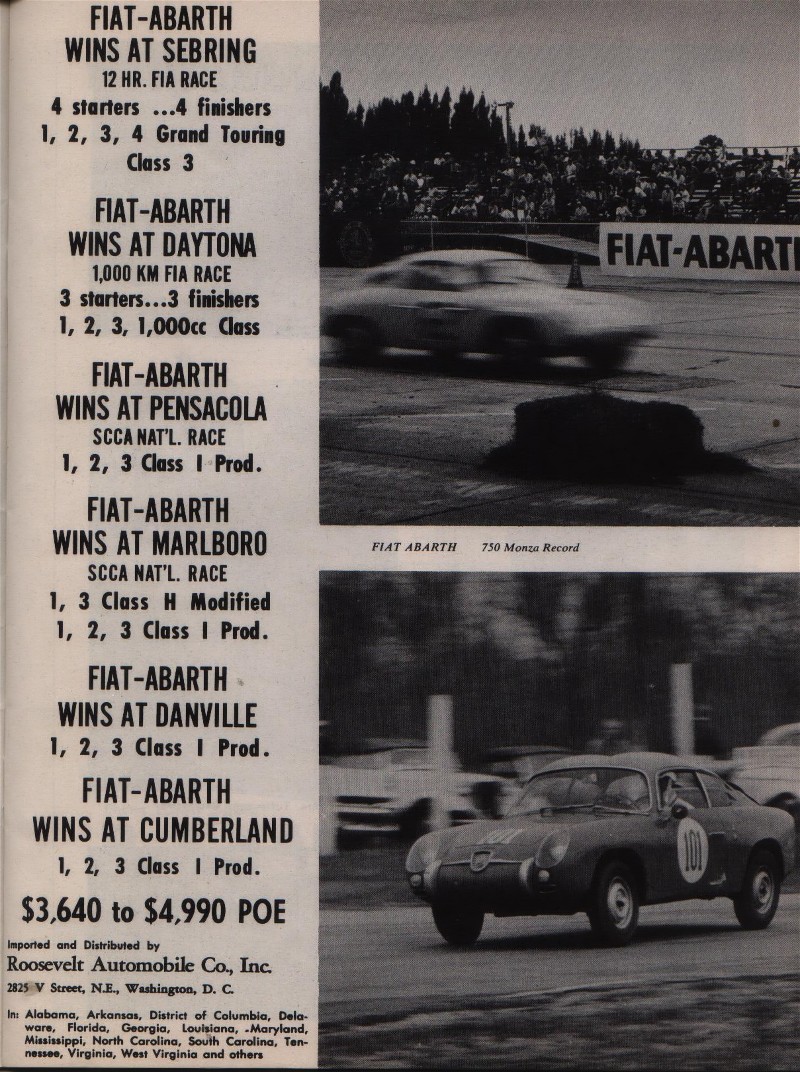 FIAT-ABARTH
WINS AT SEBRING
12 HR. FIA RACE
4 starters ...4 finishers
1, 2, 3, 4 Grand Touring
Class 3
FIAT-ABARTH
WINS AT DAYTONA
1,000 KM FIA RACE
3 starters...3 finishers
1, 2, 3, 1,000cc Class
FIAT-ABARTH
WINS AT PENSACOLA
SCCA NAT'L. RACE
1, 2, 3 Class I Prod.
FIAT-ABARTH
WINS AT MARLBORO
SCCA NAT'L. RACE
1, 3 Class H Modified
1, 2, 3 Class I Prod.
FIAT-ABARTH
WINS AT DANVILLE
1, 2, 3 Class I Prod.
FIAT-ABARTH
WINS AT CUMBERLAND
1, 2, 3 Class I Prod.
$3,640 to $4,990 POE
Imported and Distributed by
Roosevelt Automobile Co., Inc.
2825 V Street, N.E., Washington, D. C.
In: Alabama, Arkansas, District of Columbia, Dela-
ware, Florida, Georgia, Louisiana, Maryland,
Mississippi, North Carolina, South Carolina, Ten-
nessee, Virginia, West Virginia and others
FIAT-ABARTH
FIAT ABARTH 750 Monza Record
101
101